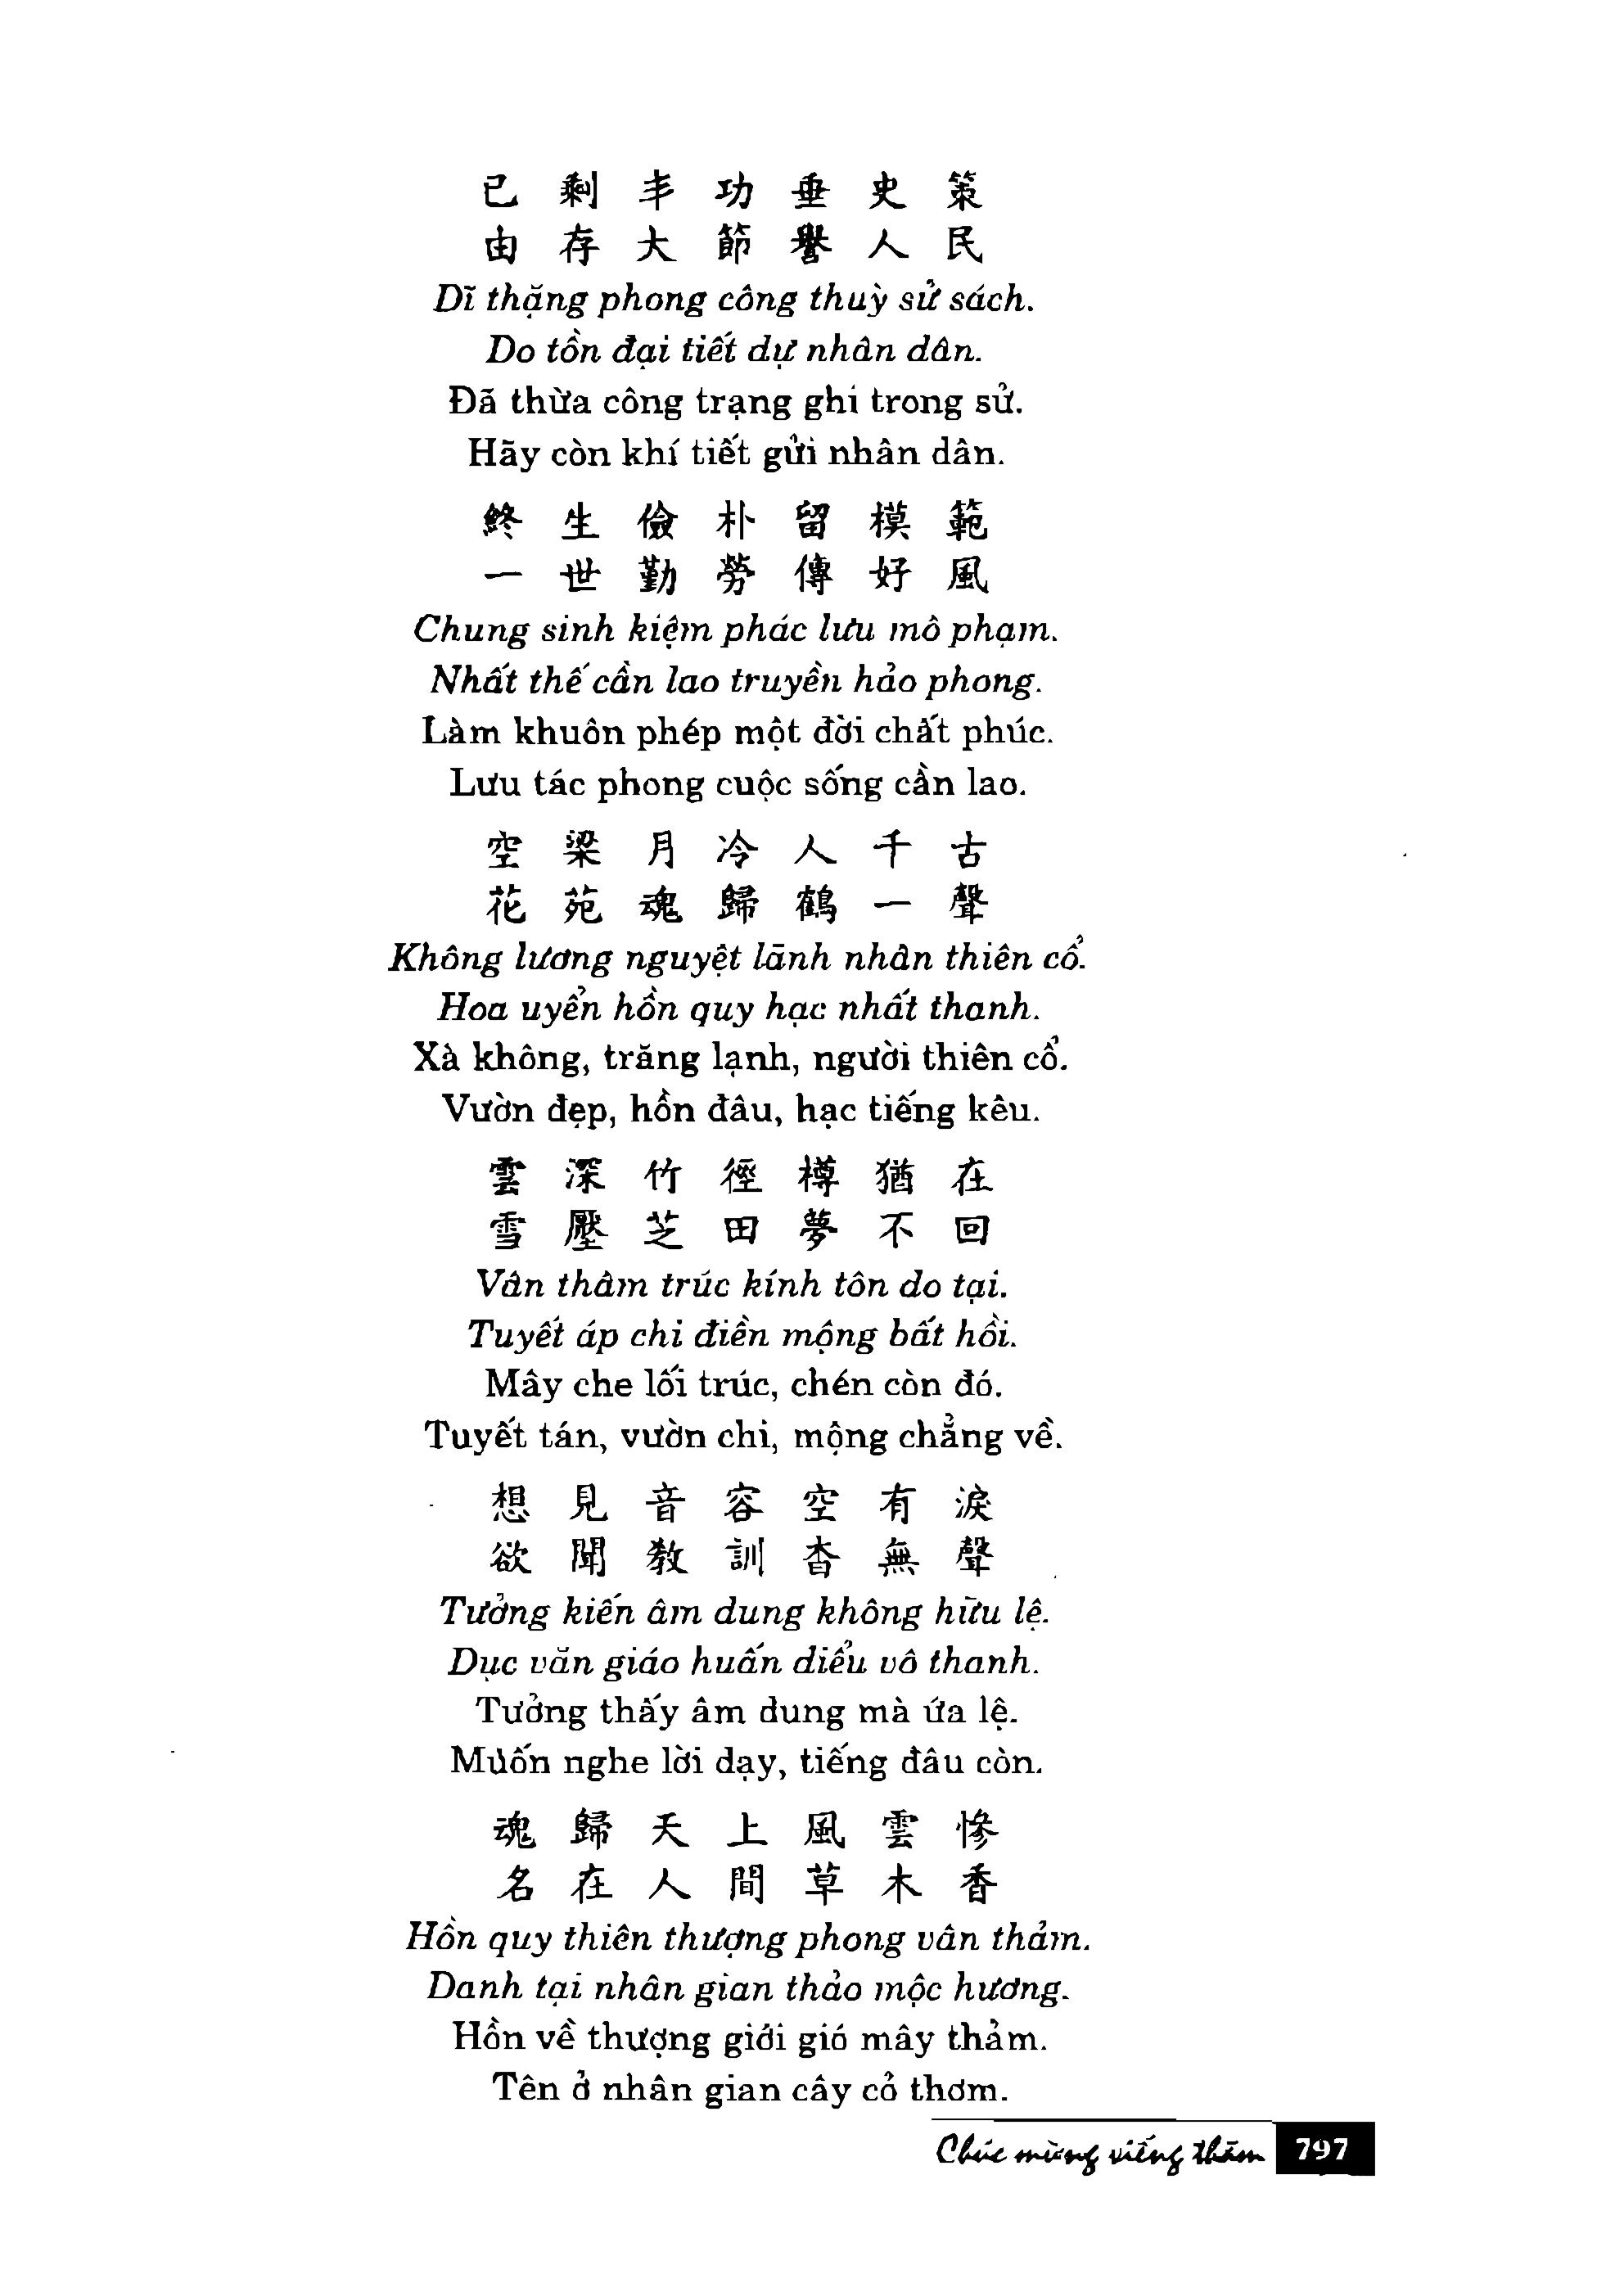 已剩丰功垂史策
由存大節譽人民
Dĩ thặng phong công thuỳ sử sách.
Do tồn đại tiết dự nhân dân.
Đã thừa công trạng ghi trong sử.
Hãy còn khí tiết gửi nhân dân.
終生儉朴留模範
一世勤勞傳好風
Chung sinh kiệm phác lưu mô phạm.
Nhất thế cần lao truyền hảo phong.
Làm khuôn phép một đời chất phúc.
Lưu tác phong cuộc sống cần lao.
空梁月冷人千古
花苑魂歸鶴一聲
Không lương nguyệt lãnh nhân thiên cổ.
Hoa uyển hồn quy hạc nhất thanh.
Xà không, trăng lạnh, người thiên cổ.
Vườn đẹp, hồn đâu, hạc tiếng kêu.
雲深竹徑樽猶在
雪壓芝田夢不回
Vân thâm trúc kính tôn do tại.
Tuyết áp chi điền mộng bất hồi.
Mây che lối trúc, chén còn đó.
Tuyết tán, vườn chi, mộng chẳng về.
想見音容空有淚
欲聞教訓杳無聲
Tưởng kiến âm dung không hữu lệ.
Dục văn giáo huấn diểu vô thanh.
Tưởng thấy âm dung mà ứa lệ.
Muốn nghe lời dạy, tiếng đâu còn.
魂歸天上風雲慘
名在人間草木香
Hồn quy thiên thượng phong vân thảm.
Danh tại nhân gian thảo mộc hương.
Hồn về thượng giới gió mây thảm.
Tên ở nhân gian cây cỏ thơm.
Chúc mừng viếng thăm 797